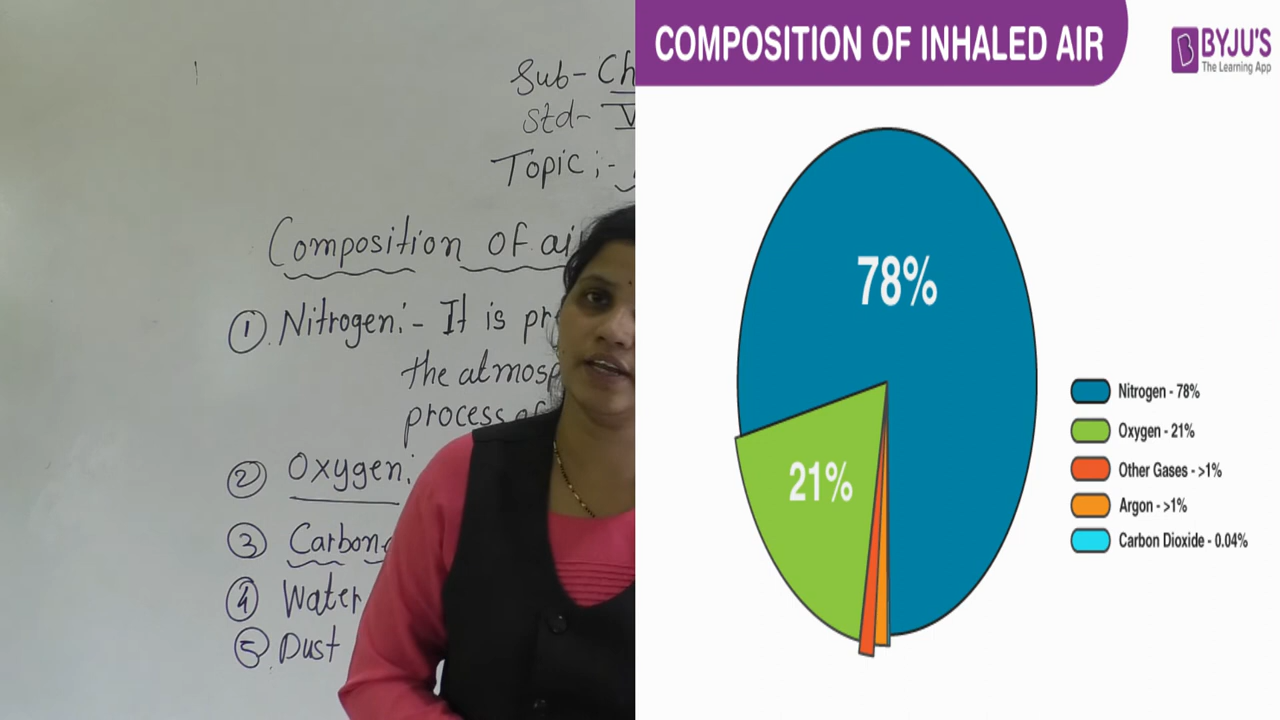 Sub- Ch
Std- V
Topic :-
Composition of ai
① Nitrogen :- It is pr
the atmosp
process of
② Oxygen :
③ Carbon
④ Water
⑤ Dust
COMPOSITION OF INHALED AIR
BYJU'S
The Learning App
78%
21%
Nitrogen - 78%
Oxygen - 21%
Other Gases - >1%
Argon - >1%
Carbon Dioxide - 0.04%